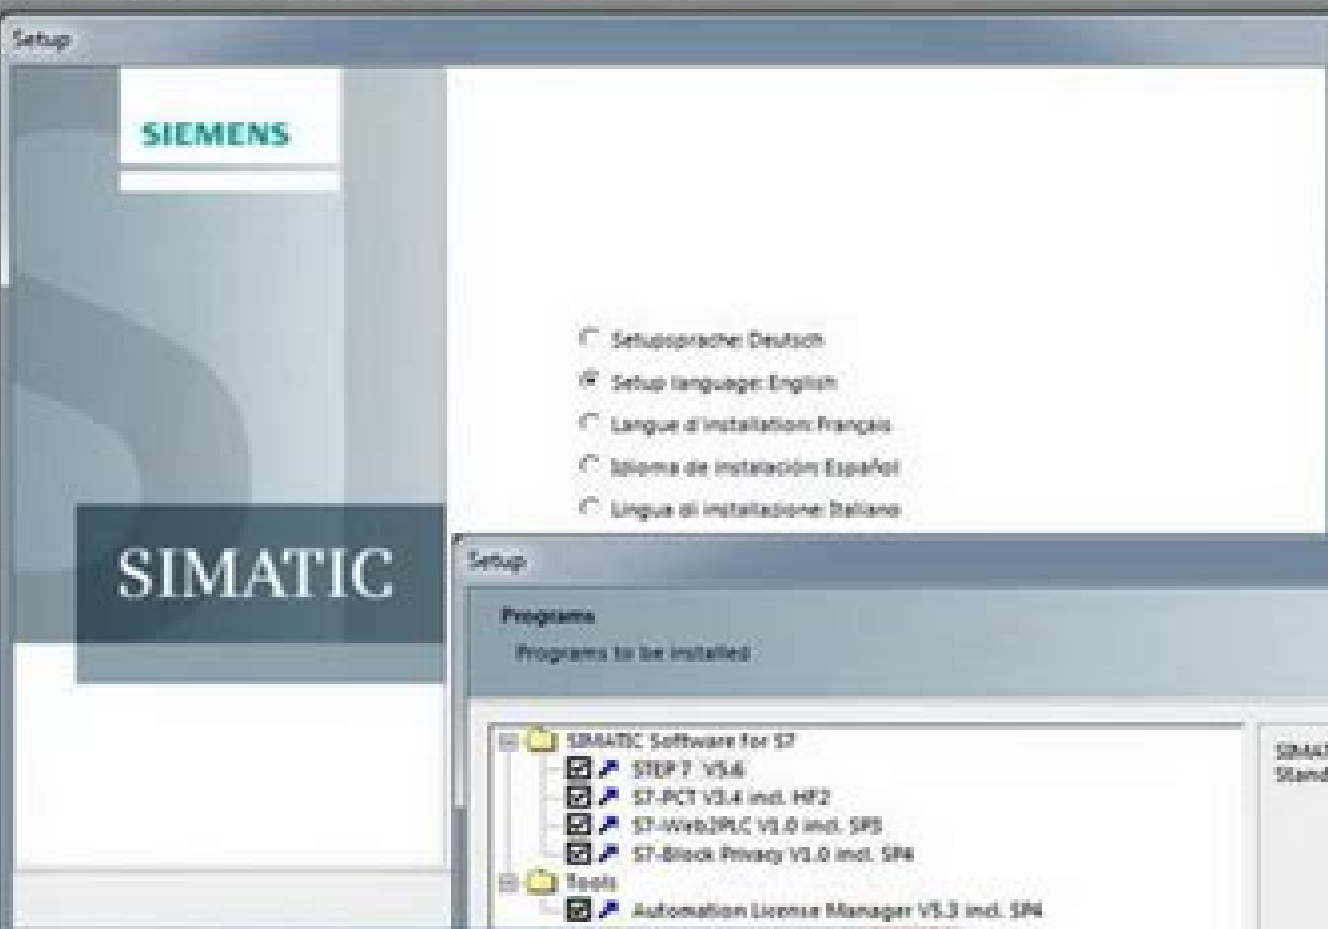 Setup
SIEMENS
Setupsprache: Deutsch
Setup language: English
Langue d'installation: Français
Idioma de instalación: Español
Lingua di installazione: Italiano
SIMATIC
Setup
Programs
Programs to be installed
SIMATIC Software for S7
STEP 7 V5.6
S7-PCT V3.4 incl. HF2
S7-Web2PLC V1.0 incl. SP3
S7-Block Privacy V1.0 incl. SP4
Tools
Automation License Manager V5.3 incl. SP4
SIMAT
Stand